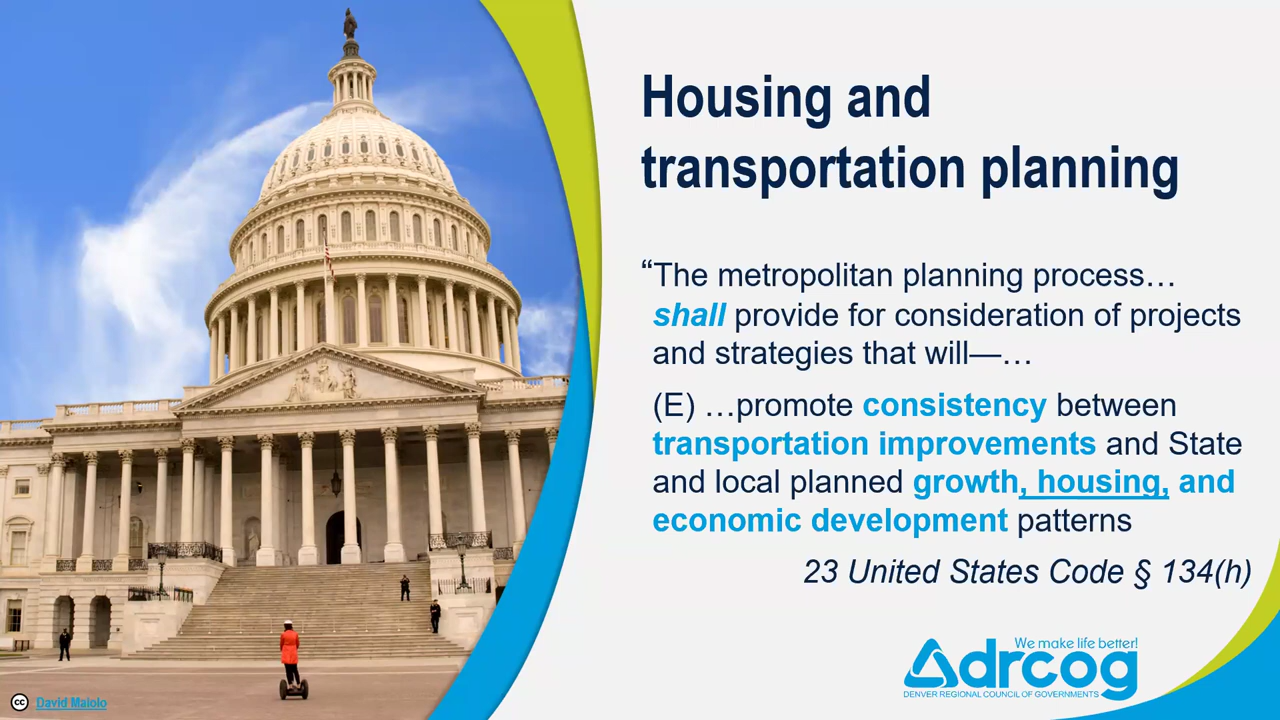 Housing and
transportation planning
“The metropolitan planning process…
shall provide for consideration of projects
and strategies that will—…
(E) …promote consistency between
transportation improvements and State
and local planned growth, housing, and
economic development patterns
23 United States Code § 134(h)
We make life better!
drcog
DENVER REGIONAL COUNCIL OF GOVERNMENTS
cc David Maiolo